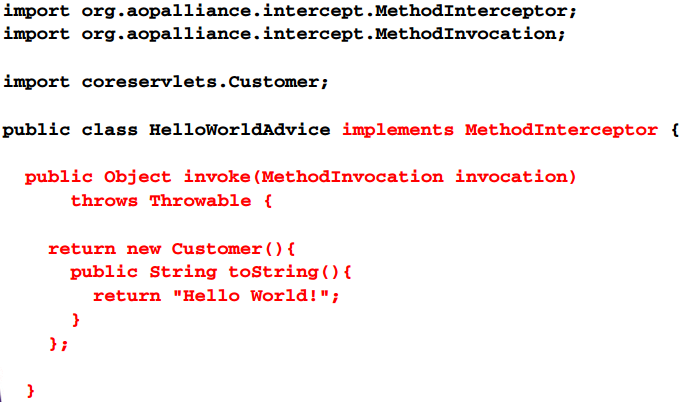 import org.aopalliance.intercept.MethodInterceptor;
import org.aopalliance.intercept.MethodInvocation;
import coreservlets.Customer;
public class HelloWorldAdvice implements MethodInterceptor {
public Object invoke(MethodInvocation invocation)
throws Throwable {
return new Customer(){
public String toString(){
return "Hello World!";
}
};
}